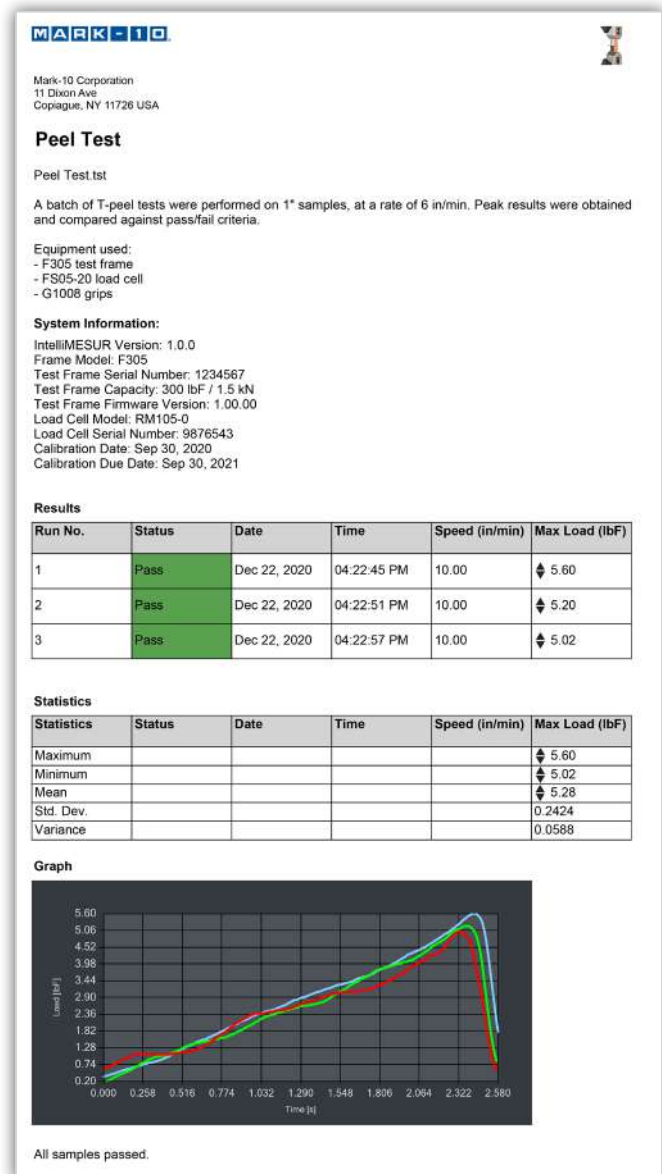 MARK-10
Mark-10 Corporation
11 Dixon Ave
Copiague, NY 11726 USA
Peel Test
Peel Test.tst
A batch of T-peel tests were performed on 1" samples, at a rate of 6 in/min. Peak results were obtained
and compared against pass/fail criteria.
Equipment used:
- F305 test frame
- FS05-20 load cell
- G1008 grips
System Information:
IntelliMESUR Version: 1.0.0
Frame Model: F305
Test Frame Serial Number: 1234567
Test Frame Capacity: 300 lbF / 1.5 kN
Test Frame Firmware Version: 1.00.00
Load Cell Model: RM105-0
Load Cell Serial Number: 9876543
Calibration Date: Sep 30, 2020
Calibration Due Date: Sep 30, 2021
Results
Run No. Status Date Time Speed (in/min) Max Load (lbF)
1 Pass Dec 22, 2020 04:22:45 PM 10.00 5.60
2 Pass Dec 22, 2020 04:22:51 PM 10.00 5.20
3 Pass Dec 22, 2020 04:22:57 PM 10.00 5.02
Statistics
Statistics Status Date Time Speed (in/min) Max Load (lbF)
Maximum 5.60
Minimum 5.02
Mean 5.28
Std. Dev. 0.2424
Variance 0.0588
Graph
5.60
5.06
4.52
3.98
3.44
2.90
2.36
1.82
1.28
0.74
0.20
Load [lbF]
0.000 0.258 0.516 0.774 1.032 1.290 1.548 1.806 2.064 2.322 2.580
Time [s]
All samples passed.